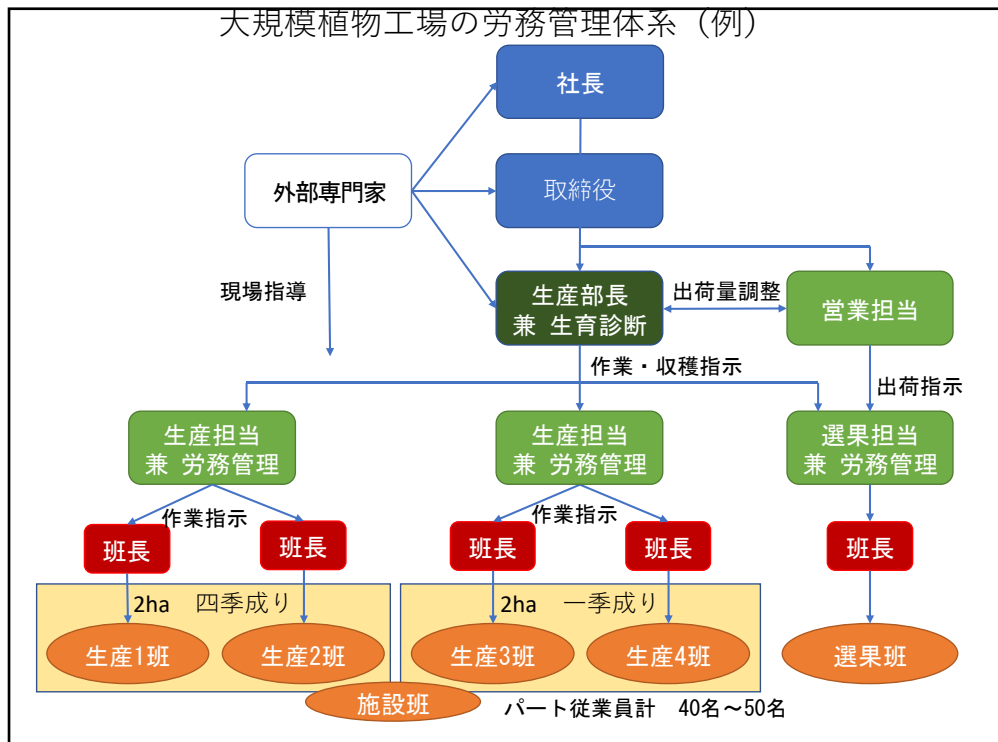 大規模植物工場の労務管理体系（例）
社長
外部専門家
取締役
現場指導
生産部長
兼 生育診断
出荷量調整
営業担当
作業・収穫指示
出荷指示
生産担当
兼 労務管理
生産担当
兼 労務管理
選果担当
兼 労務管理
作業指示
作業指示
班長
班長
班長
班長
班長
2ha 四季成り
2ha 一季成り
生産1班
生産2班
生産3班
生産4班
選果班
施設班
パート従業員計 40名～50名